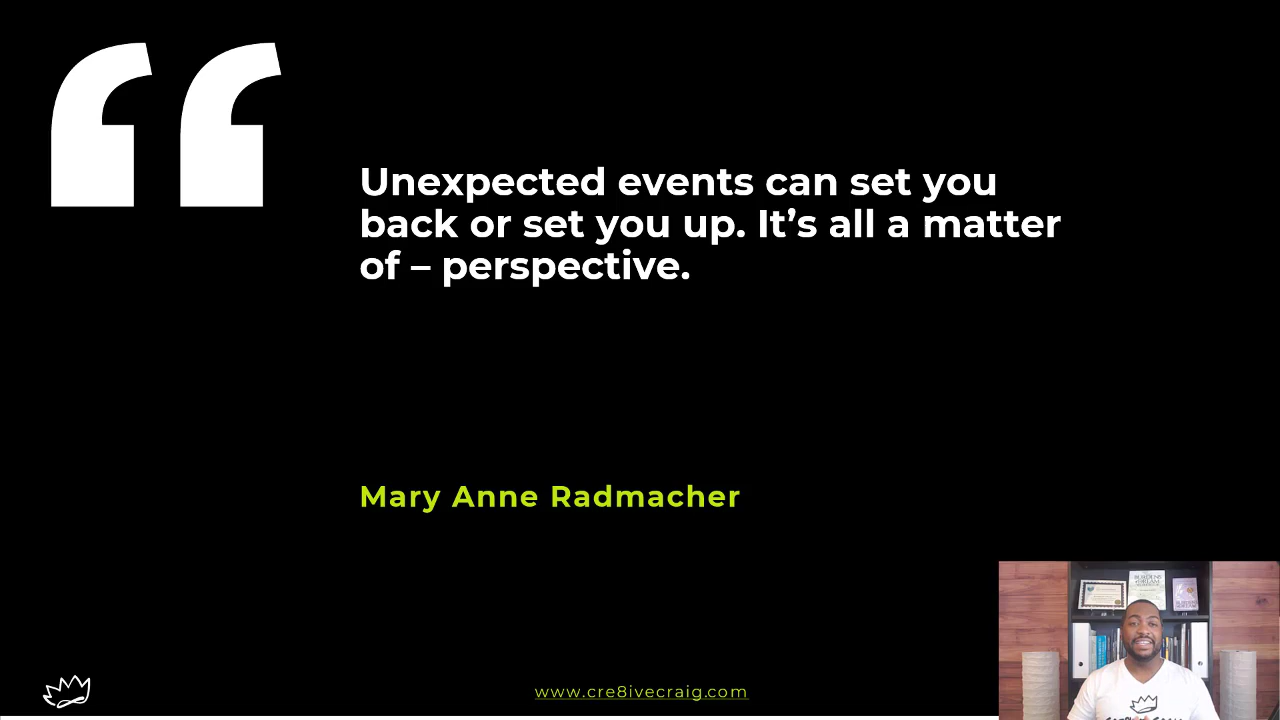 “
Unexpected events can set you
back or set you up. It’s all a matter
of – perspective.
Mary Anne Radmacher
www.cre8ivecraig.com